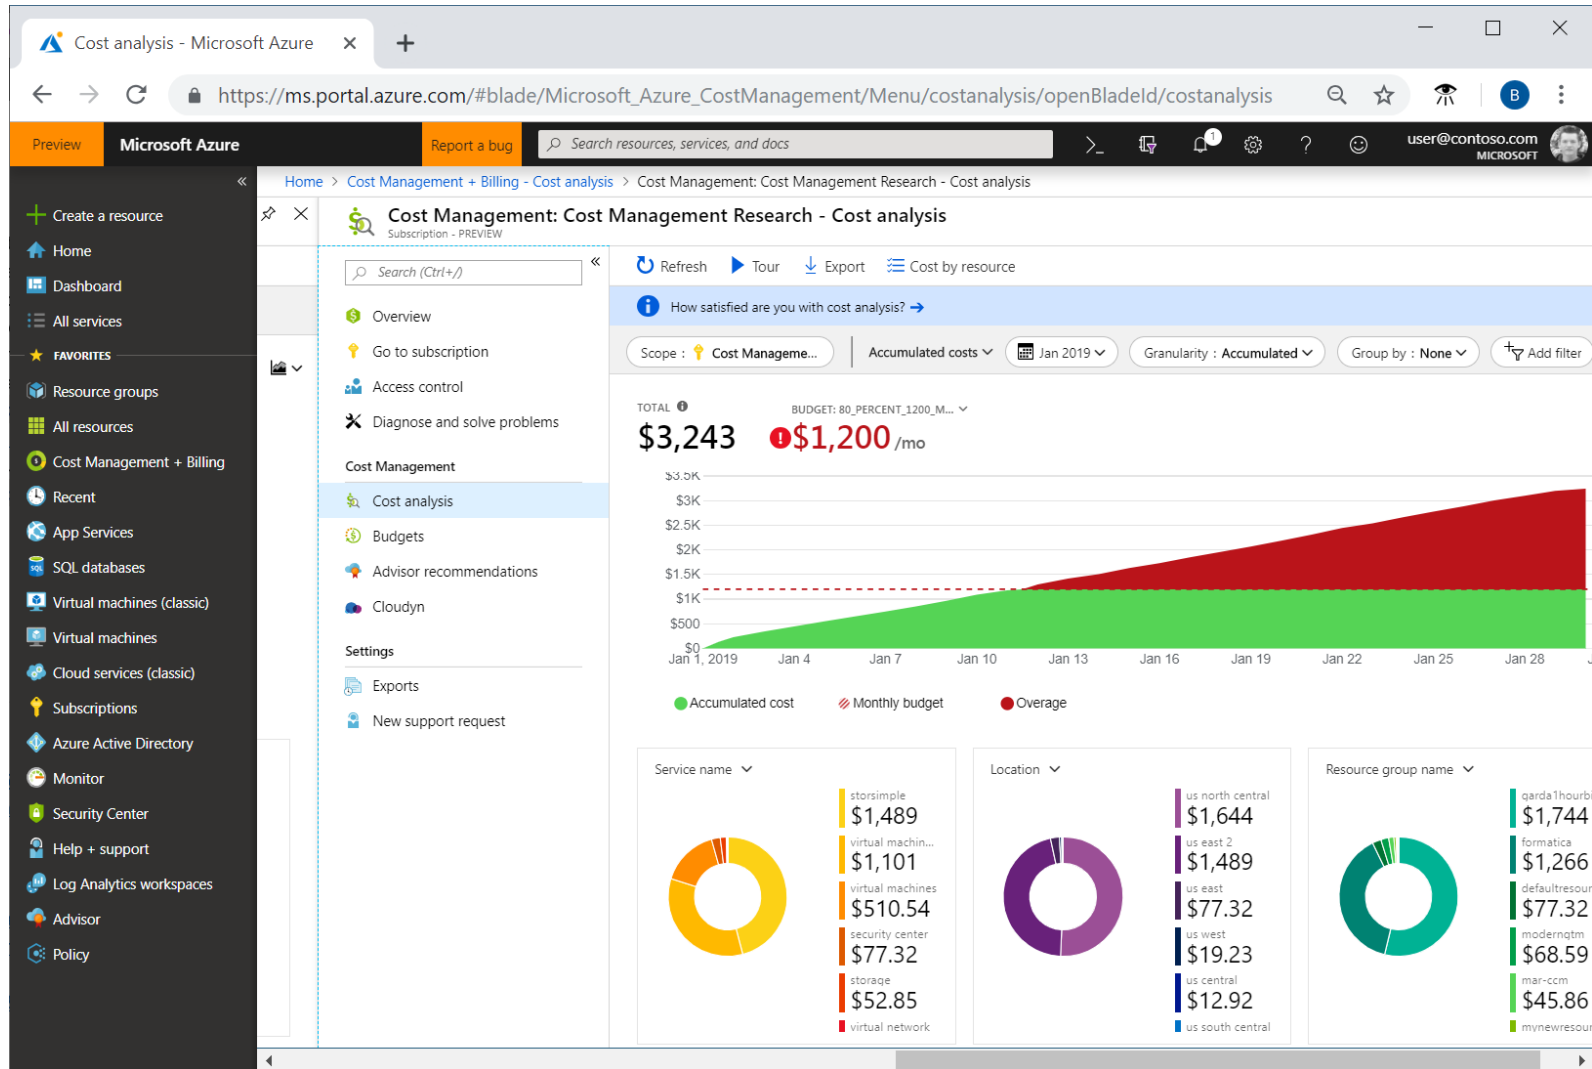 Cost analysis - Microsoft Azure
https://ms.portal.azure.com/#blade/Microsoft_Azure_CostManagement/Menu/costanalysis/openBladeId/costanalysis
B
Preview
Microsoft Azure
Report a bug
Search resources, services, and docs
1
user@contoso.com
MICROSOFT
Home > Cost Management + Billing - Cost analysis > Cost Management: Cost Management Research - Cost analysis
Create a resource
Home
Dashboard
All services
FAVORITES
Resource groups
All resources
Cost Management + Billing
Recent
App Services
SQL databases
Virtual machines (classic)
Virtual machines
Cloud services (classic)
Subscriptions
Azure Active Directory
Monitor
Security Center
Help + support
Log Analytics workspaces
Advisor
Policy
Cost Management: Cost Management Research - Cost analysis
Subscription - PREVIEW
Search (Ctrl+/)
Overview
Go to subscription
Access control
Diagnose and solve problems
Cost Management
Cost analysis
Budgets
Advisor recommendations
Cloudyn
Settings
Exports
New support request
Refresh
Tour
Export
Cost by resource
How satisfied are you with cost analysis?
Scope : Cost Manageme...
Accumulated costs
Jan 2019
Granularity : Accumulated
Group by : None
Add filter
TOTAL
$3,243
BUDGET: 80_PERCENT_1200_M...
$1,200 /mo
$3.5K
$3K
$2.5K
$2K
$1.5K
$1K
$500
$0
Jan 1, 2019
Jan 4
Jan 7
Jan 10
Jan 13
Jan 16
Jan 19
Jan 22
Jan 25
Jan 28
Accumulated cost
Monthly budget
Overage
Service name
storsimple
$1,489
virtual machin...
$1,101
virtual machines
$510.54
security center
$77.32
storage
$52.85
virtual network
Location
us north central
$1,644
us east 2
$1,489
us east
$77.32
us west
$19.23
us central
$12.92
us south central
Resource group name
qarda1hourbi
$1,744
formatica
$1,266
defaultresour
$77.32
modernqtm
$68.59
mar-ccm
$45.86
mynewresour